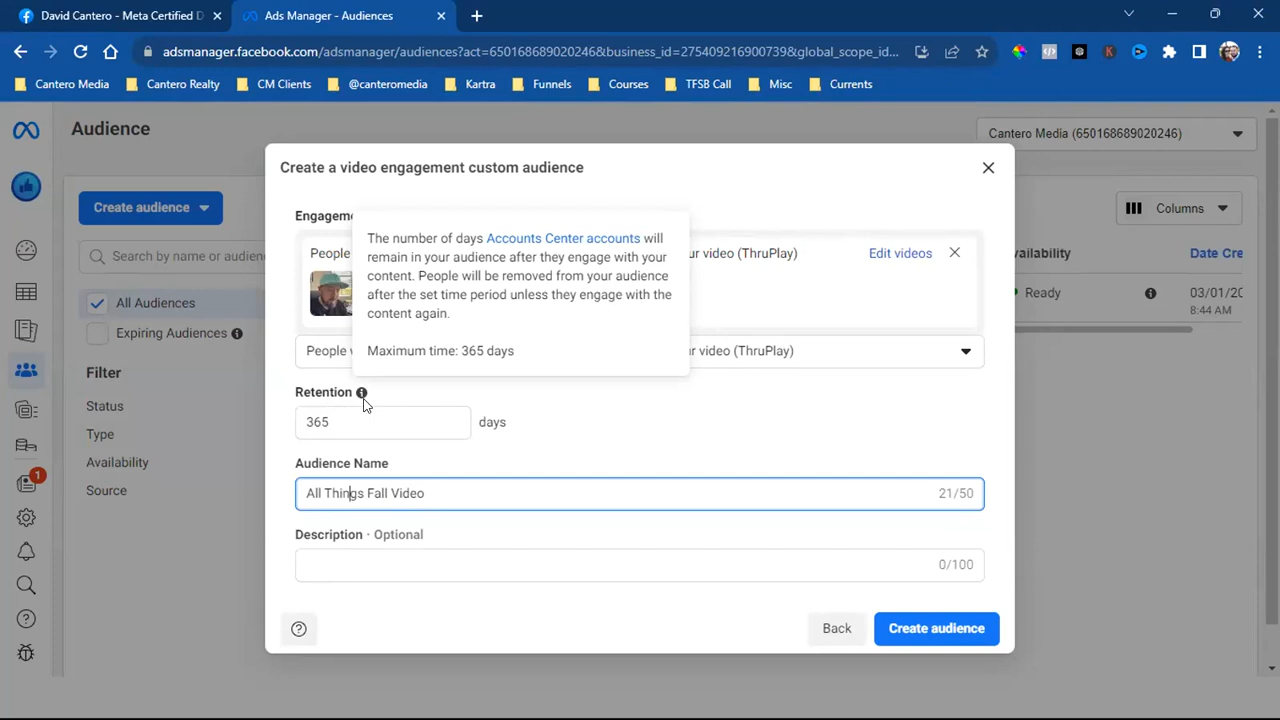 David Cantero - Meta Certified D
Ads Manager - Audiences
adsmanager.facebook.com/adsmanager/audiences?act=650168689020246&business_id=275409216900739&global_scope_id...
Cantero Media
Cantero Realty
CM Clients
@canteromedia
Kartra
Funnels
Courses
TFSB Call
Misc
Currents
Audience
Cantero Media (650168689020246)
Create audience
Columns
Search by name or audien
All Audiences
Expiring Audiences
Filter
Status
Type
Availability
Source
1
ailability
Date Cre
Ready
03/01/20
8:44 AM
Create a video engagement custom audience
Engageme
People
ur video (ThruPlay)
Edit videos
The number of days Accounts Center accounts will
remain in your audience after they engage with your
content. People will be removed from your audience
after the set time period unless they engage with the
content again.
Maximum time: 365 days
People w
ur video (ThruPlay)
Retention
365
days
Audience Name
All Things Fall Video
21/50
Description · Optional
0/100
Back
Create audience